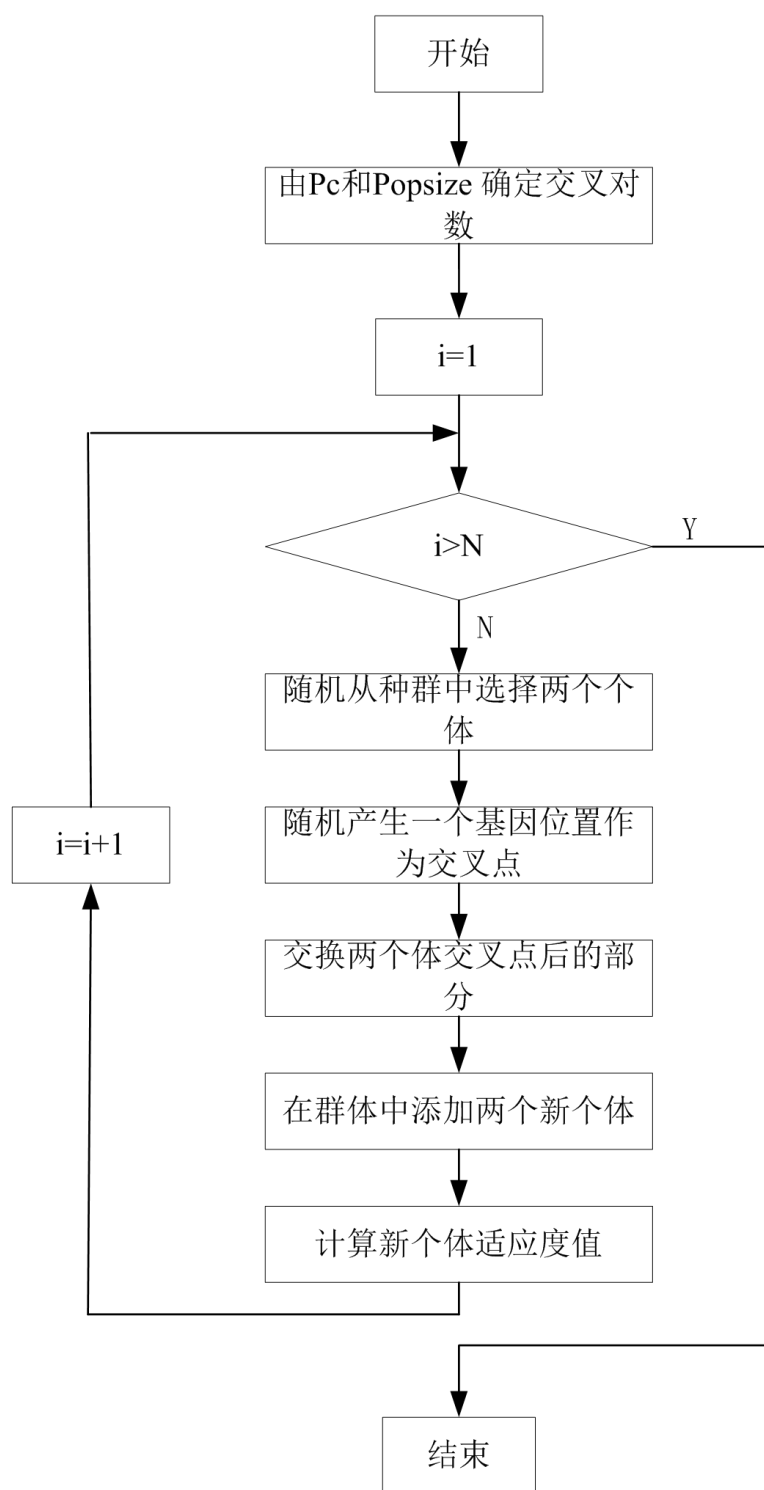 开始
由Pc和Popsize 确定交叉对
数
i=1
i>N
Y
N
随机从种群中选择两个个
体
随机产生一个基因位置作
为交叉点
i=i+1
交换两个体交叉点后的部
分
在群体中添加两个新个体
计算新个体适应度值
结束